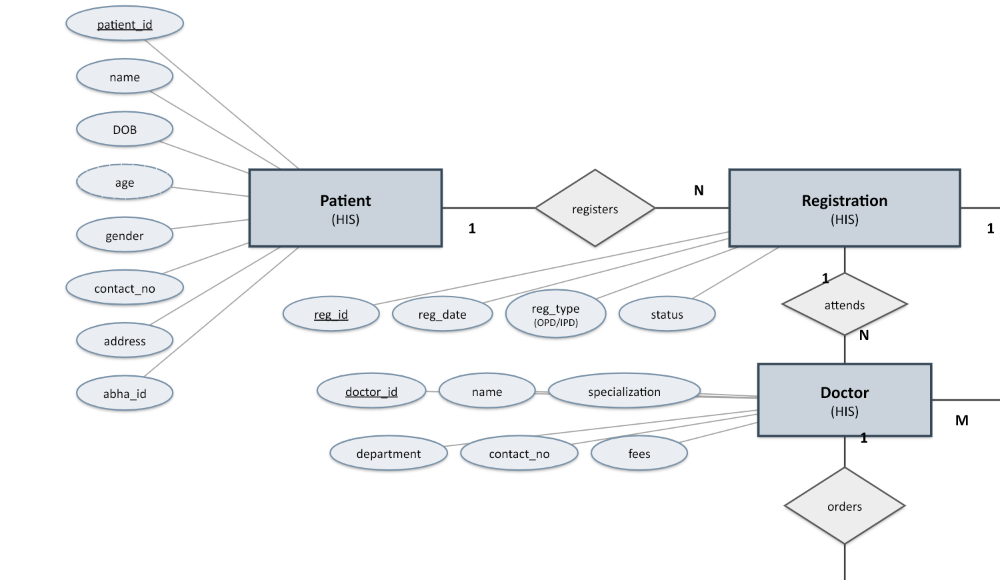 patient_id
name
DOB
age
gender
contact_no
address
abha_id
Patient
(HIS)
1
registers
N
Registration
(HIS)
1
reg_id
reg_date
reg_type
(OPD/IPD)
status
1
attends
N
doctor_id
name
specialization
department
contact_no
fees
Doctor
(HIS)
M
1
orders